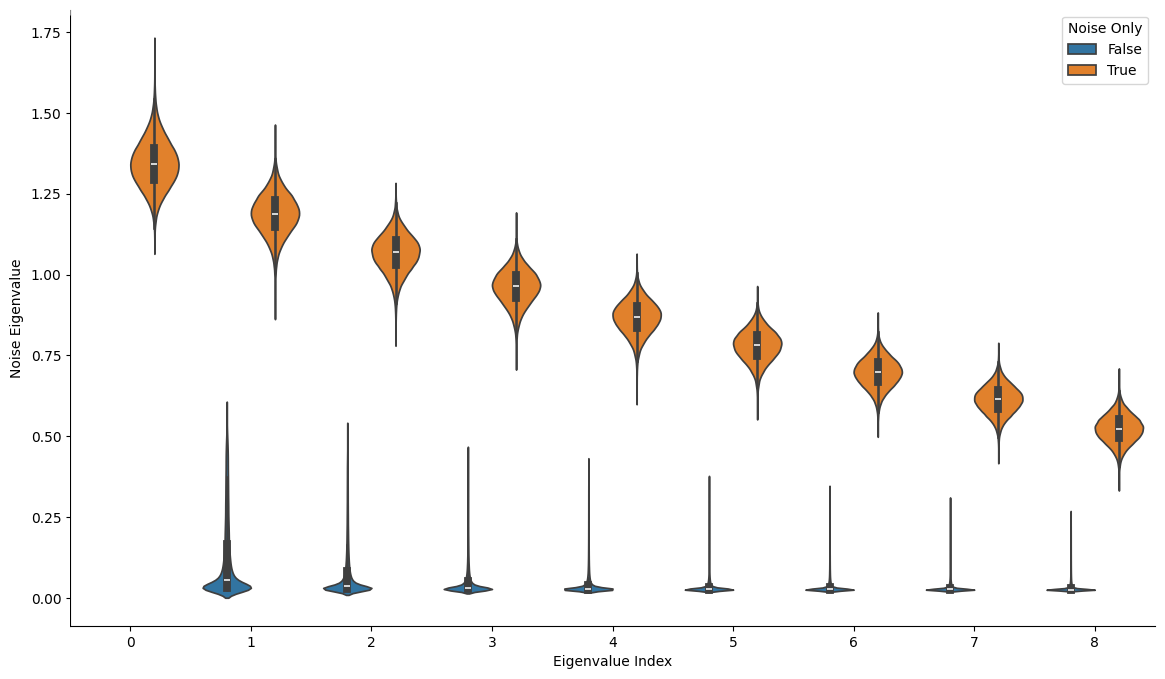 Noise Only
False
True
Noise Eigenvalue
1.75
1.50
1.25
1.00
0.75
0.50
0.25
0.00
0 1 2 3 4 5 6 7 8
Eigenvalue Index